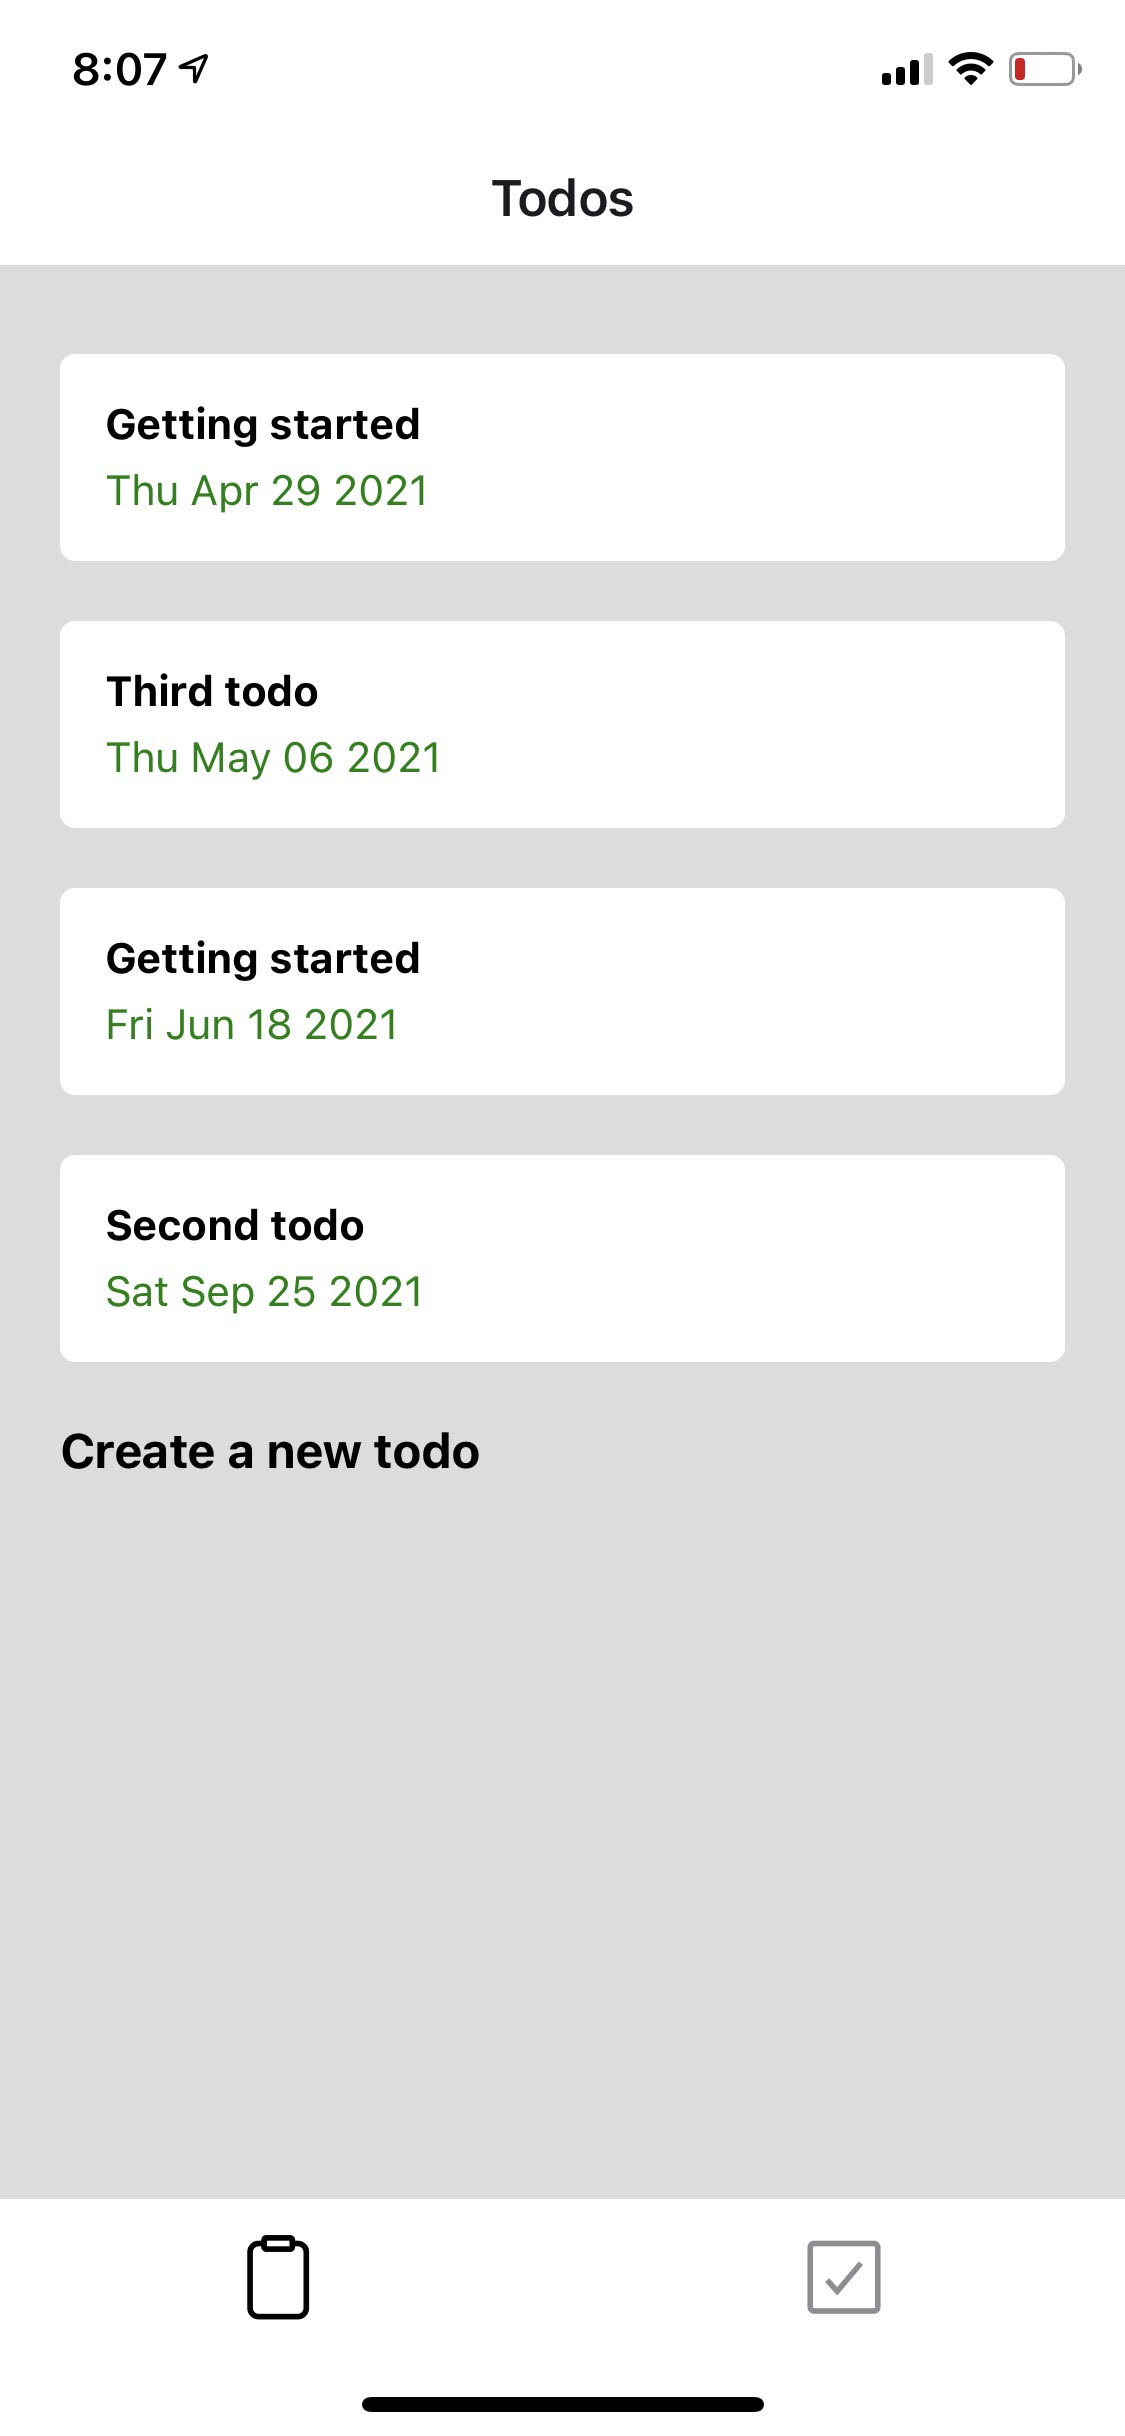 8:07
Todos
Getting started
Thu Apr 29 2021
Third todo
Thu May 06 2021
Getting started
Fri Jun 18 2021
Second todo
Sat Sep 25 2021
Create a new todo